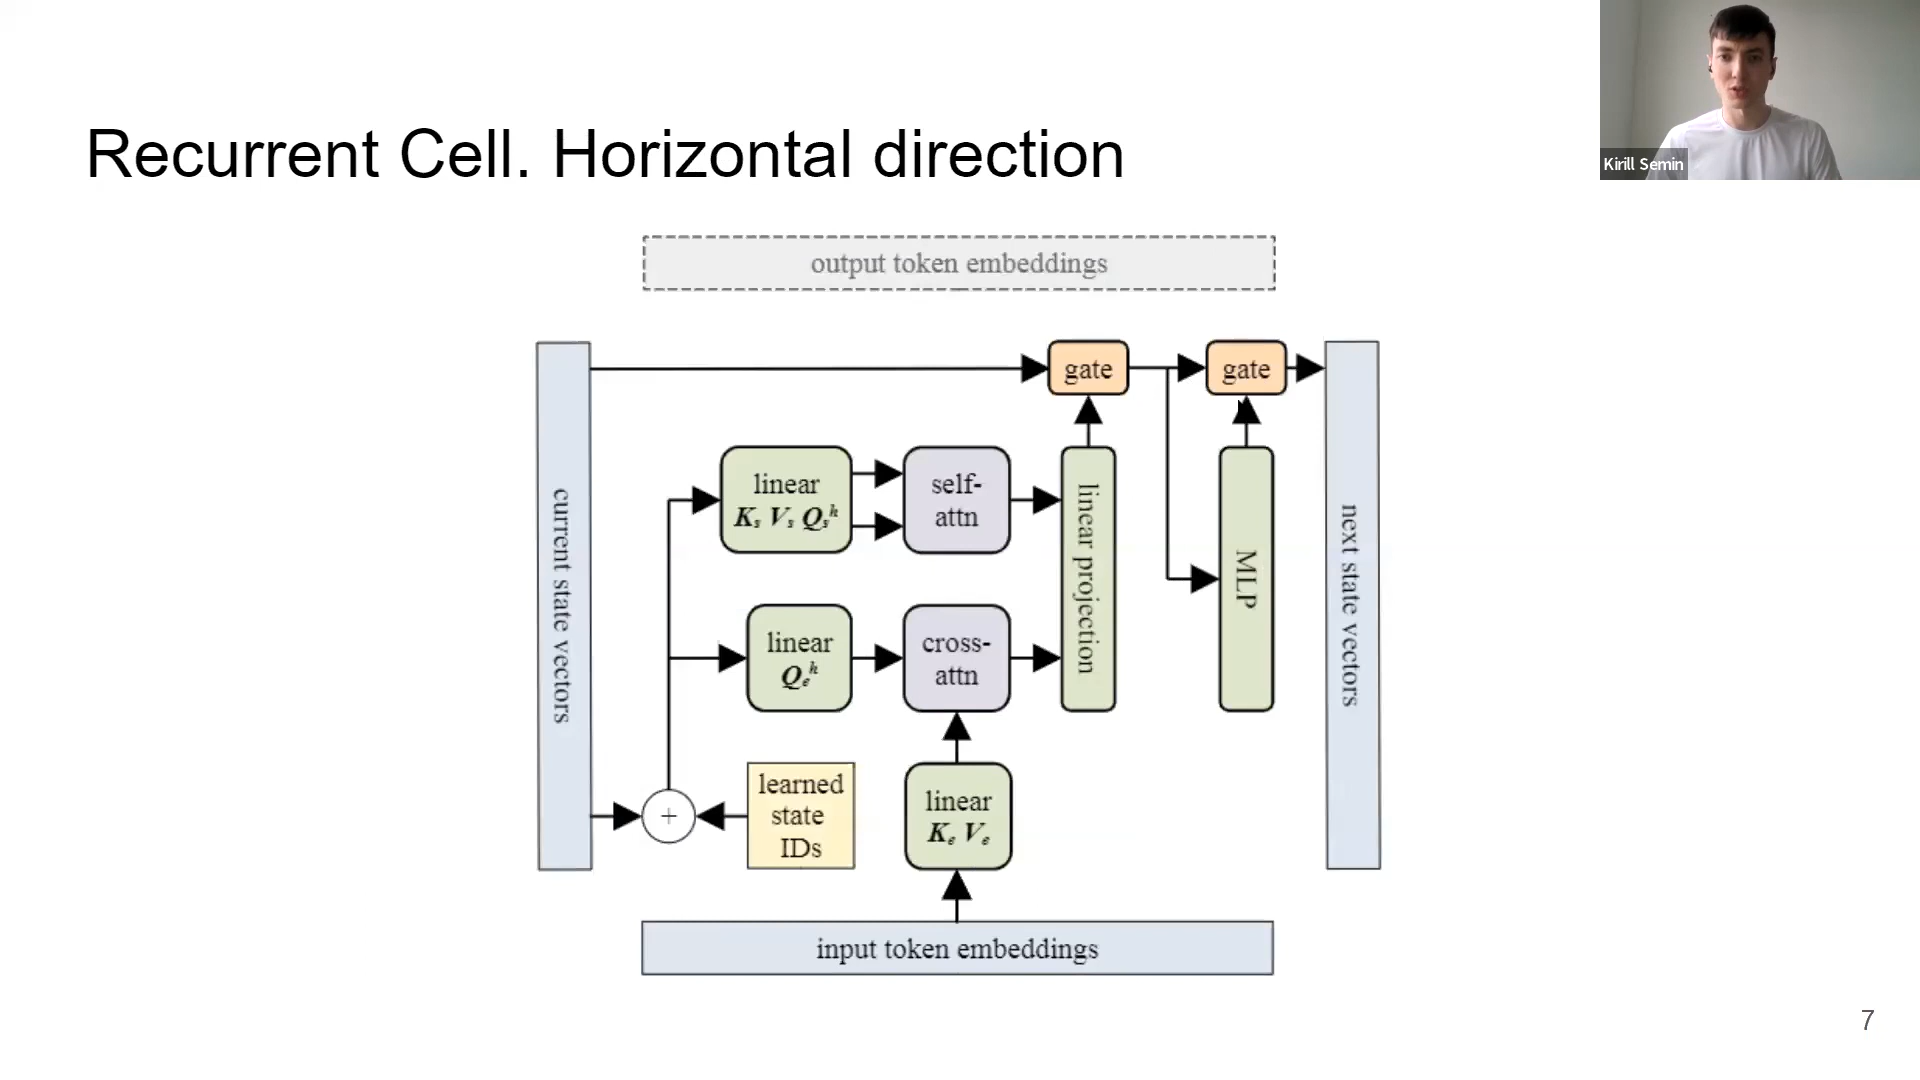 Kirill Semin
Recurrent Cell. Horizontal direction
output token embeddings
current state vectors
gate
gate
linear
Kₛ Vₛ Qₛʰ
self-
attn
linear projection
MLP
next state vectors
linear
Qₑʰ
cross-
attn
+
learned
state
IDs
linear
Kₑ Vₑ
input token embeddings
7